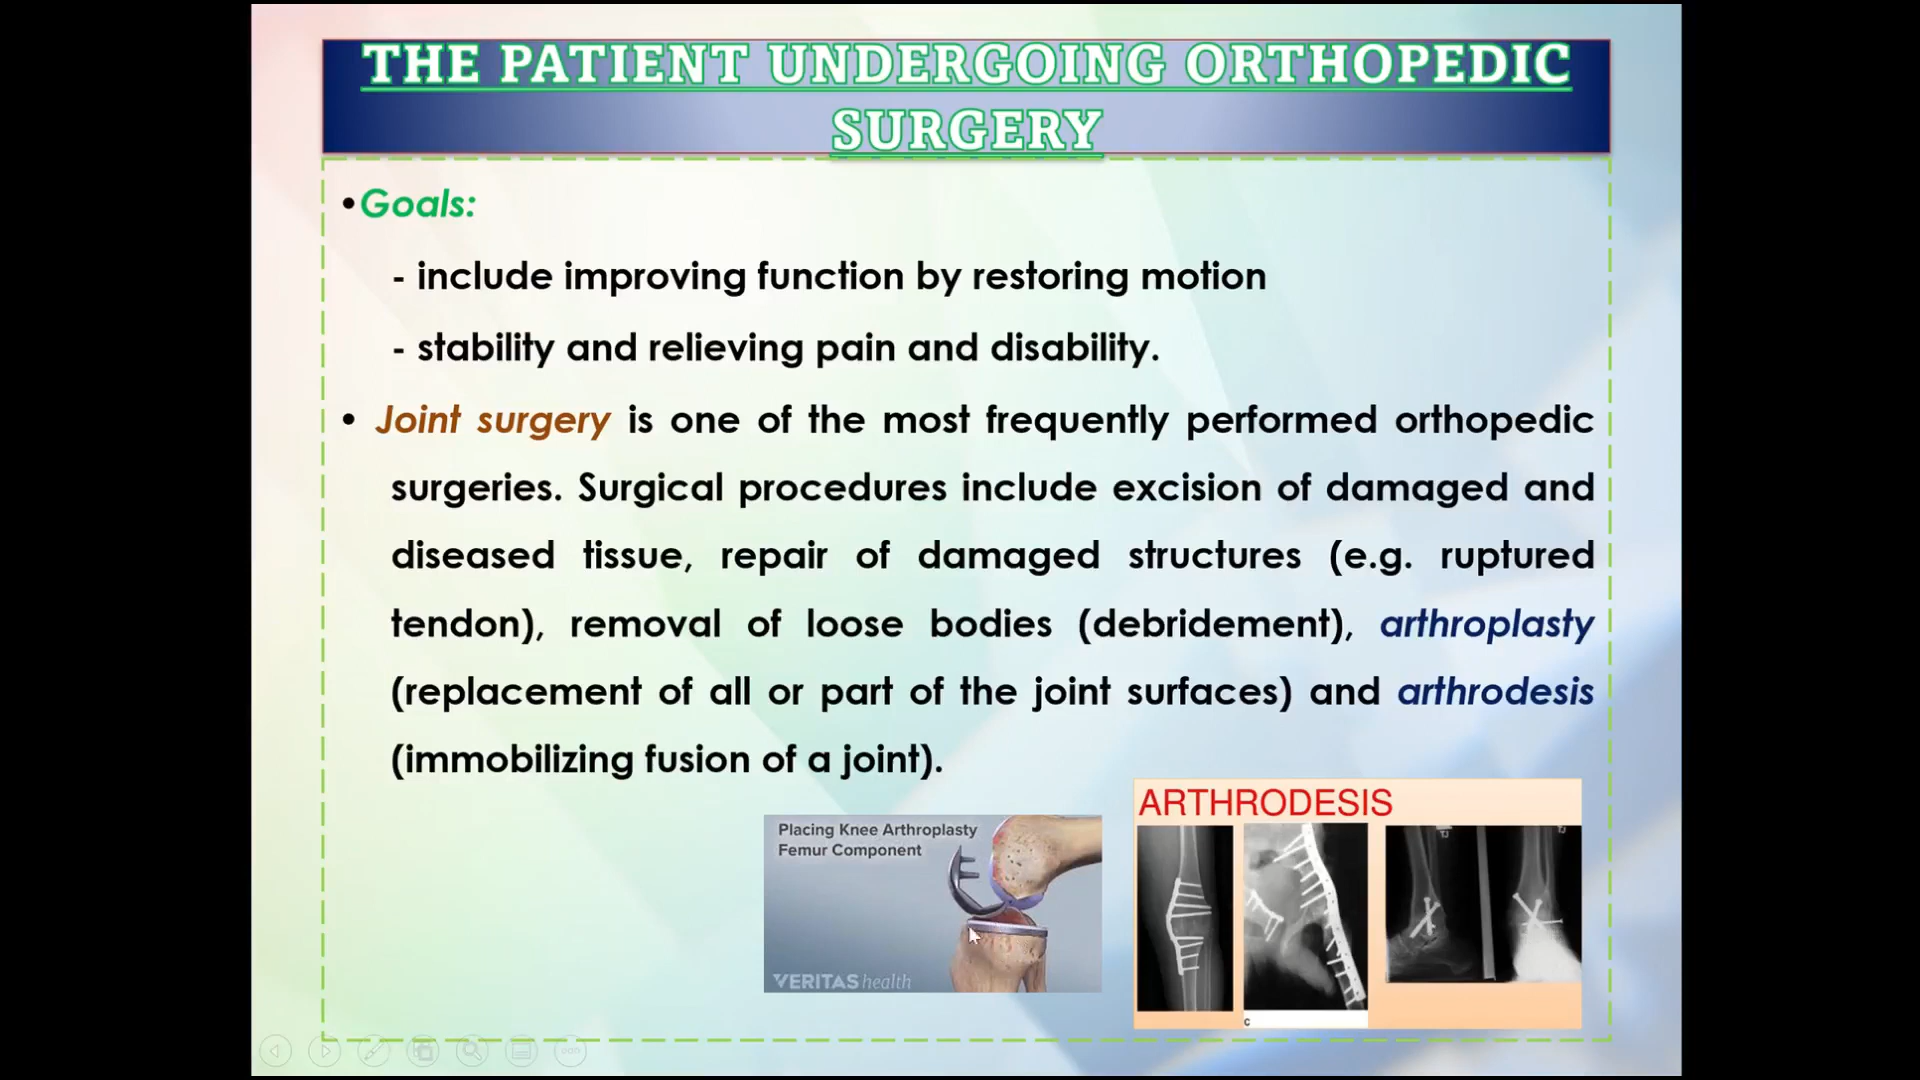 THE PATIENT UNDERGOING ORTHOPEDIC
SURGERY
•Goals:
- include improving function by restoring motion
- stability and relieving pain and disability.
• Joint surgery is one of the most frequently performed orthopedic
surgeries. Surgical procedures include excision of damaged and
diseased tissue, repair of damaged structures (e.g. ruptured
tendon), removal of loose bodies (debridement), arthroplasty
(replacement of all or part of the joint surfaces) and arthrodesis
(immobilizing fusion of a joint).
Placing Knee Arthroplasty
Femur Component
VERITAS health
ARTHRODESIS
c